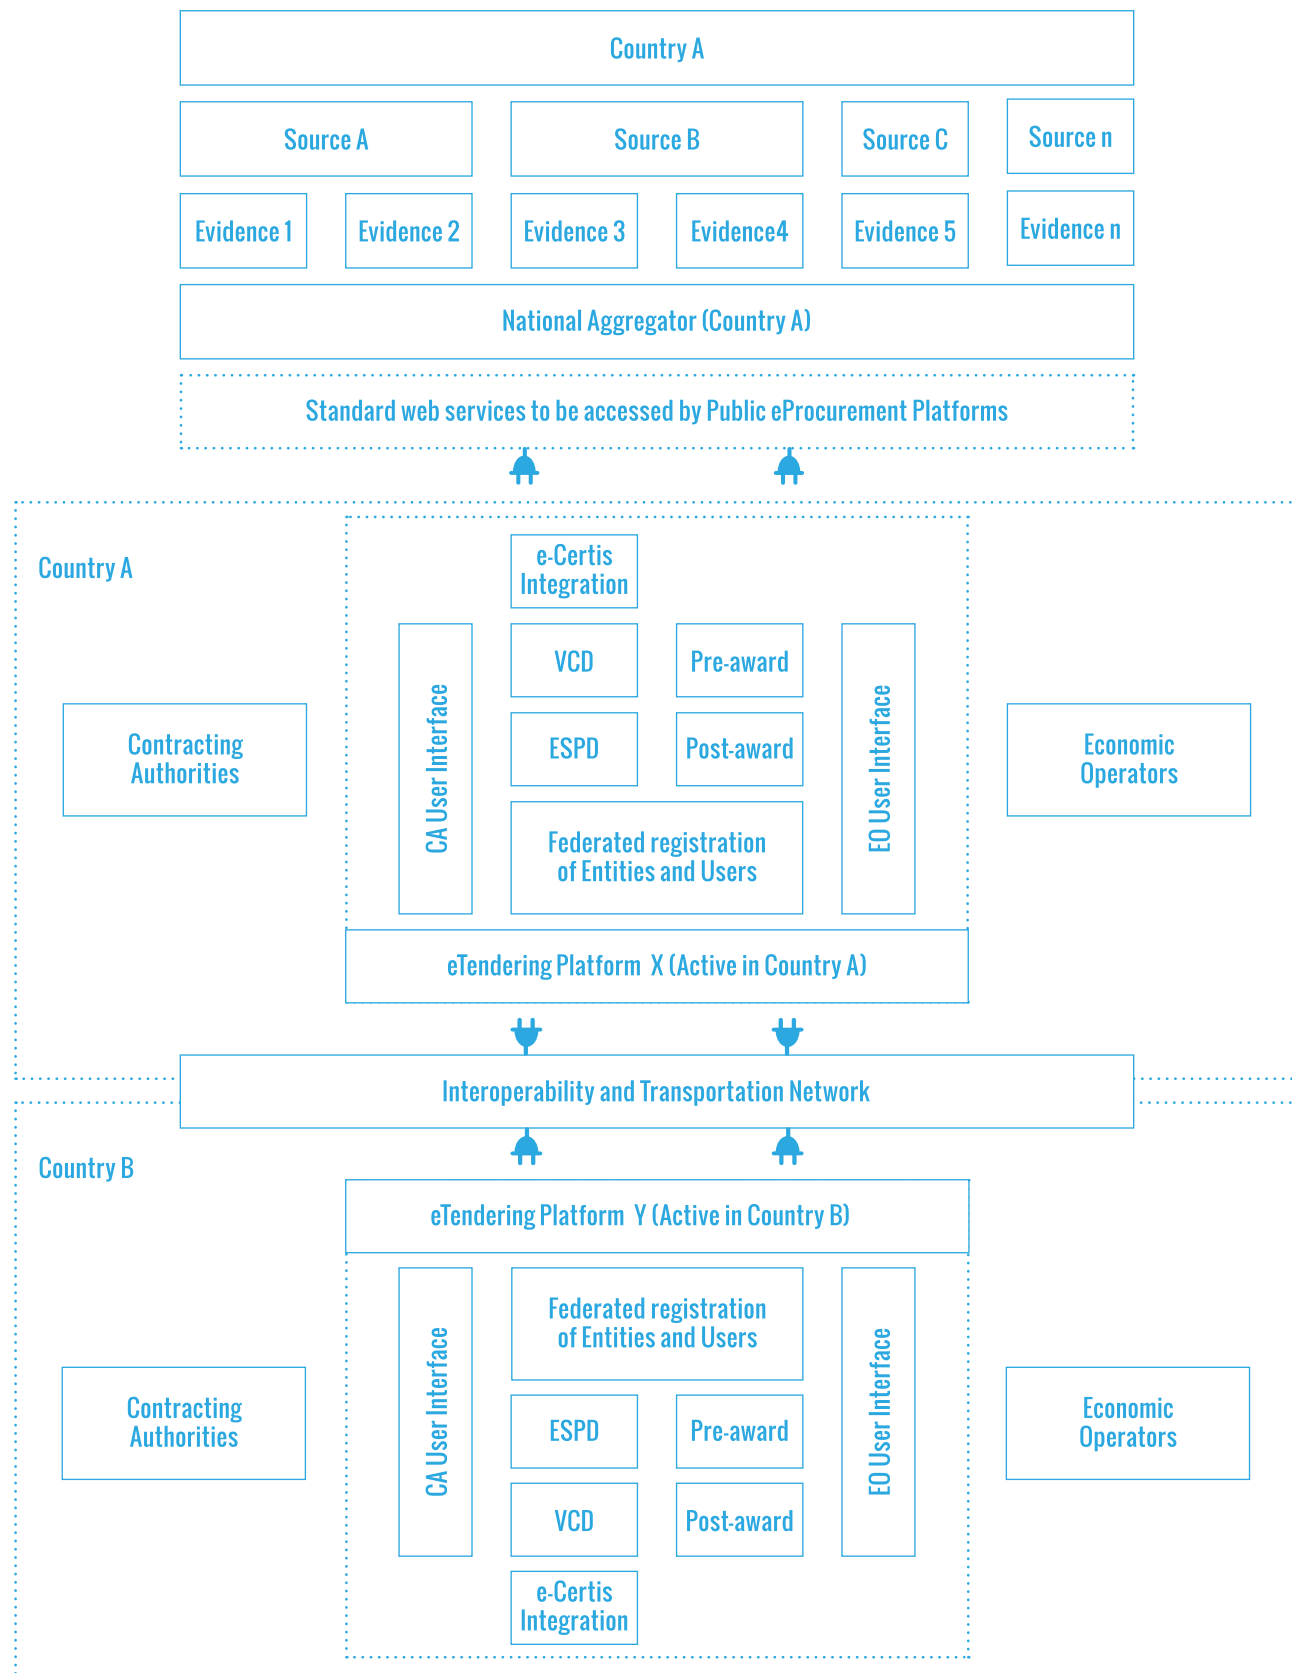 Country A
Source A
Source B
Source C
Source n
Evidence 1
Evidence 2
Evidence 3
Evidence4
Evidence 5
Evidence n
National Aggregator (Country A)
Standard web services to be accessed by Public eProcurement Platforms
Country A
e-Certis
Integration
VCD
Pre-award
CA User Interface
EO User Interface
Contracting
Authorities
ESPD
Post-award
Economic
Operators
Federated registration
of Entities and Users
eTendering Platform X (Active in Country A)
Interoperability and Transportation Network
Country B
eTendering Platform Y (Active in Country B)
Federated registration
of Entities and Users
CA User Interface
EO User Interface
Contracting
Authorities
ESPD
Pre-award
Economic
Operators
VCD
Post-award
e-Certis
Integration